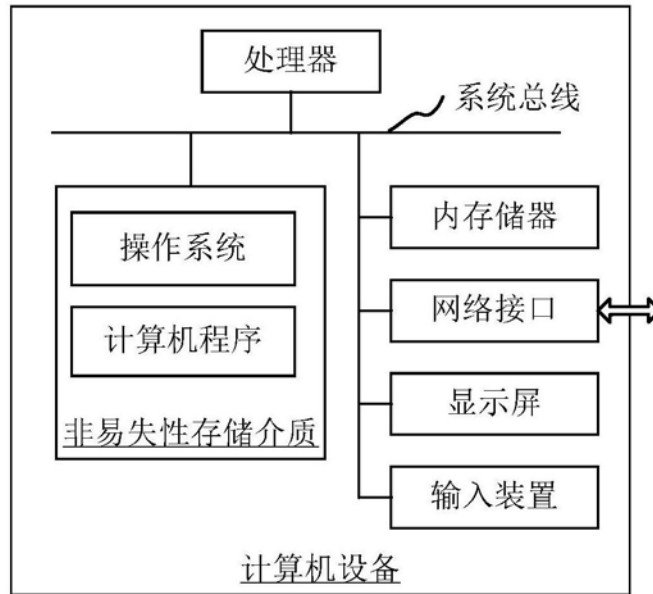 处理器
系统总线
操作系统
计算机程序
非易失性存储介质
内存储器
网络接口
显示屏
输入装置
计算机设备